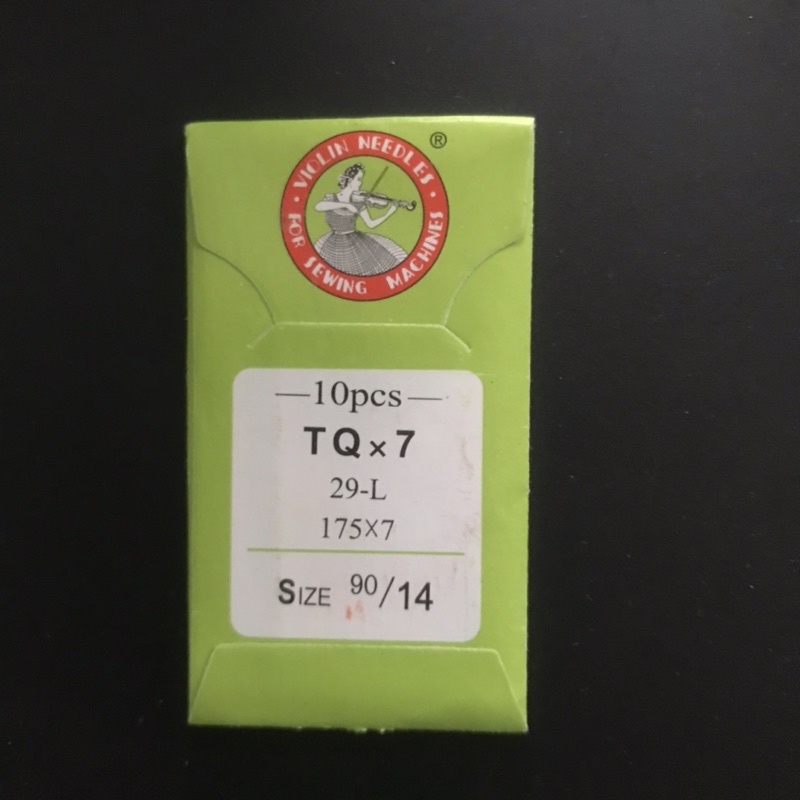 • VIOLIN NEEDLES •
FOR SEWING MACHINES
®
—10pcs—
TQ×7
29-L
175×7
SIZE 90/14